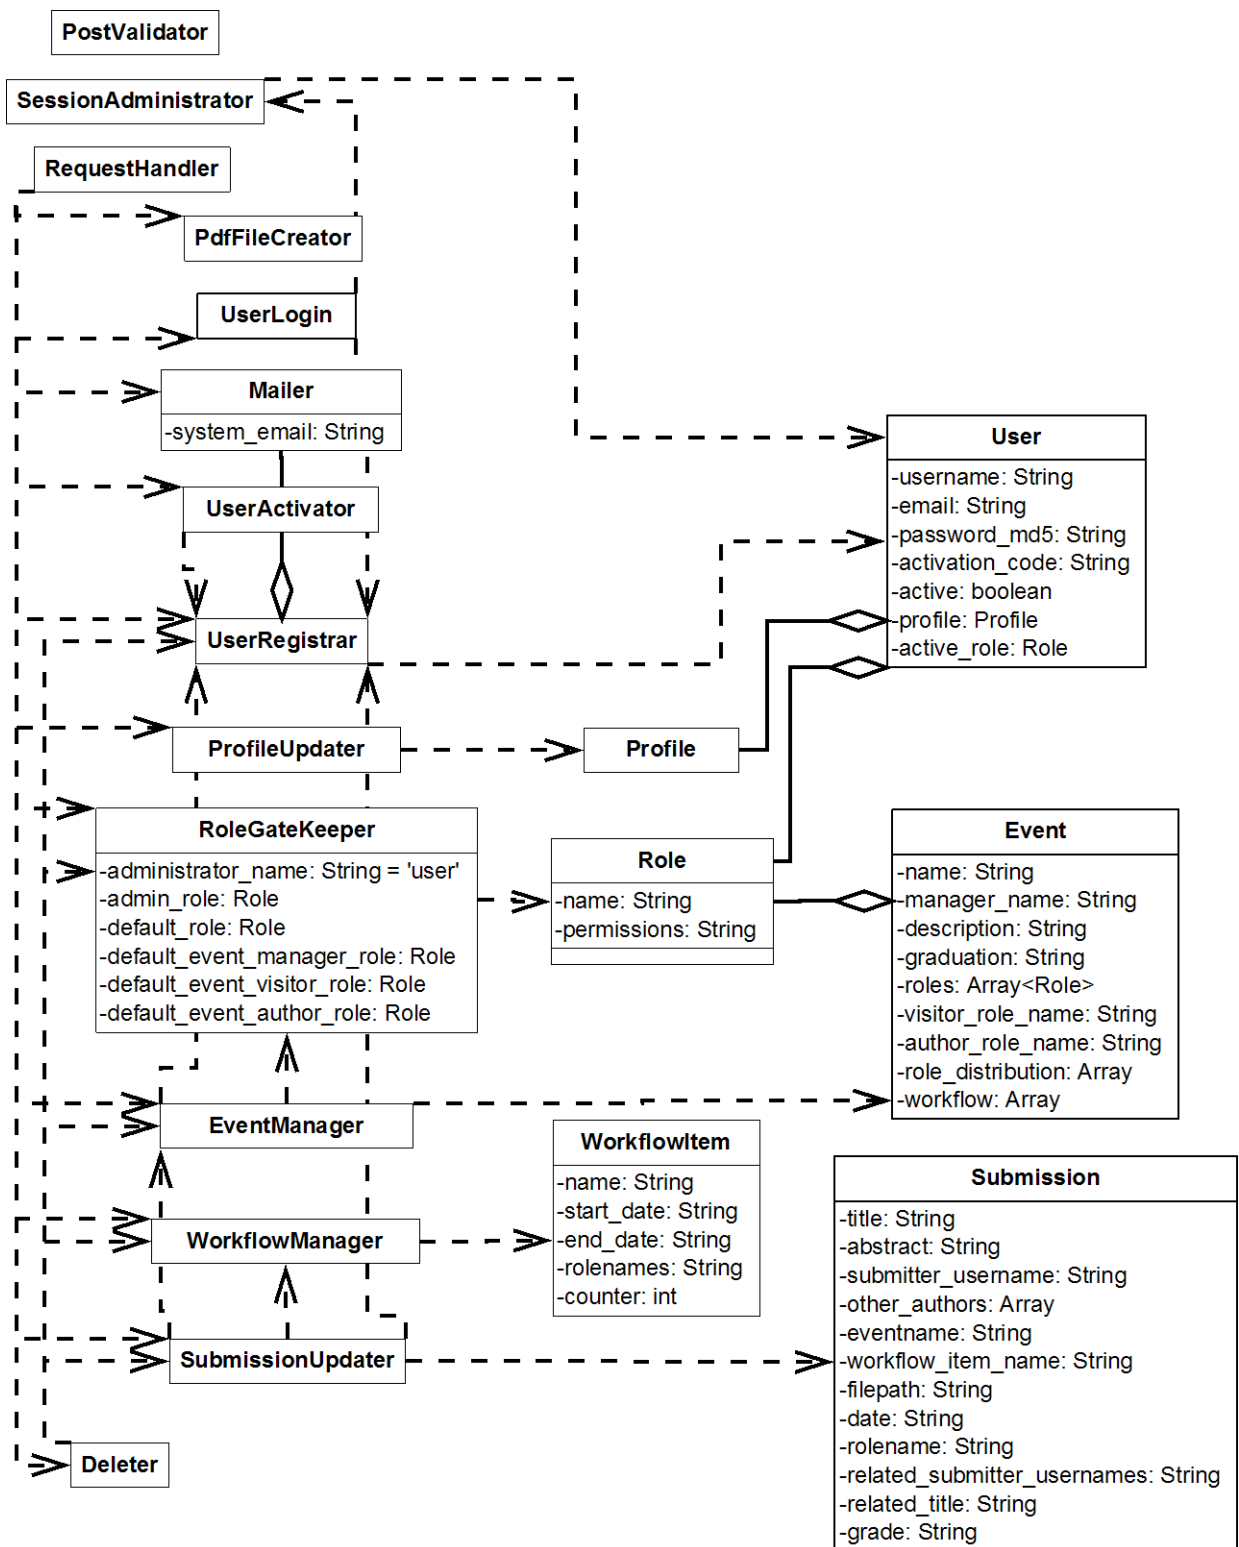 PostValidator
SessionAdministrator
RequestHandler
PdfFileCreator
UserLogin
Mailer
-system_email: String
UserActivator
UserRegistrar
User
-username: String
-email: String
-password_md5: String
-activation_code: String
-active: boolean
-profile: Profile
-active_role: Role
ProfileUpdater
Profile
RoleGateKeeper
-administrator_name: String = 'user'
-admin_role: Role
-default_role: Role
-default_event_manager_role: Role
-default_event_visitor_role: Role
-default_event_author_role: Role
Role
-name: String
-permissions: String
Event
-name: String
-manager_name: String
-description: String
-graduation: String
-roles: Array<Role>
-visitor_role_name: String
-author_role_name: String
-role_distribution: Array
-workflow: Array
EventManager
WorkflowItem
-name: String
-start_date: String
-end_date: String
-rolenames: String
-counter: int
WorkflowManager
SubmissionUpdater
Submission
-title: String
-abstract: String
-submitter_username: String
-other_authors: Array
-eventname: String
-workflow_item_name: String
-filepath: String
-date: String
-rolename: String
-related_submitter_usernames: String
-related_title: String
-grade: String
Deleter